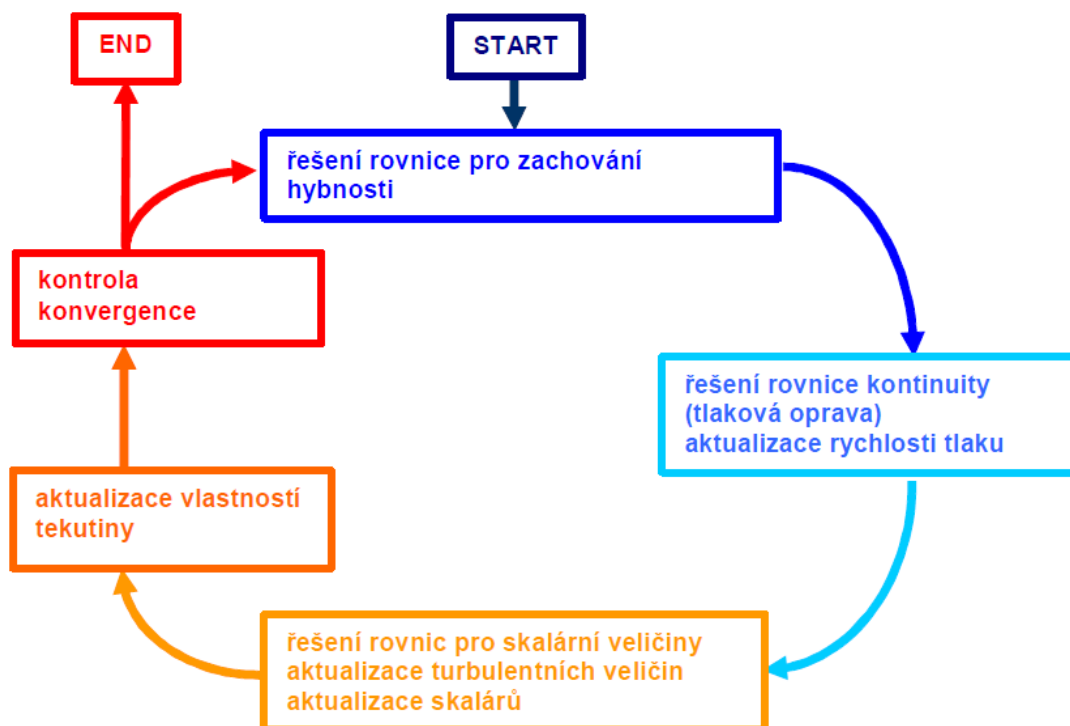 END
START
řešení rovnice pro zachování
hybnosti
kontrola
konvergence
řešení rovnice kontinuity
(tlaková oprava)
aktualizace rychlosti tlaku
aktualizace vlastností
tekutiny
řešení rovnic pro skalární veličiny
aktualizace turbulentních veličin
aktualizace skalárů